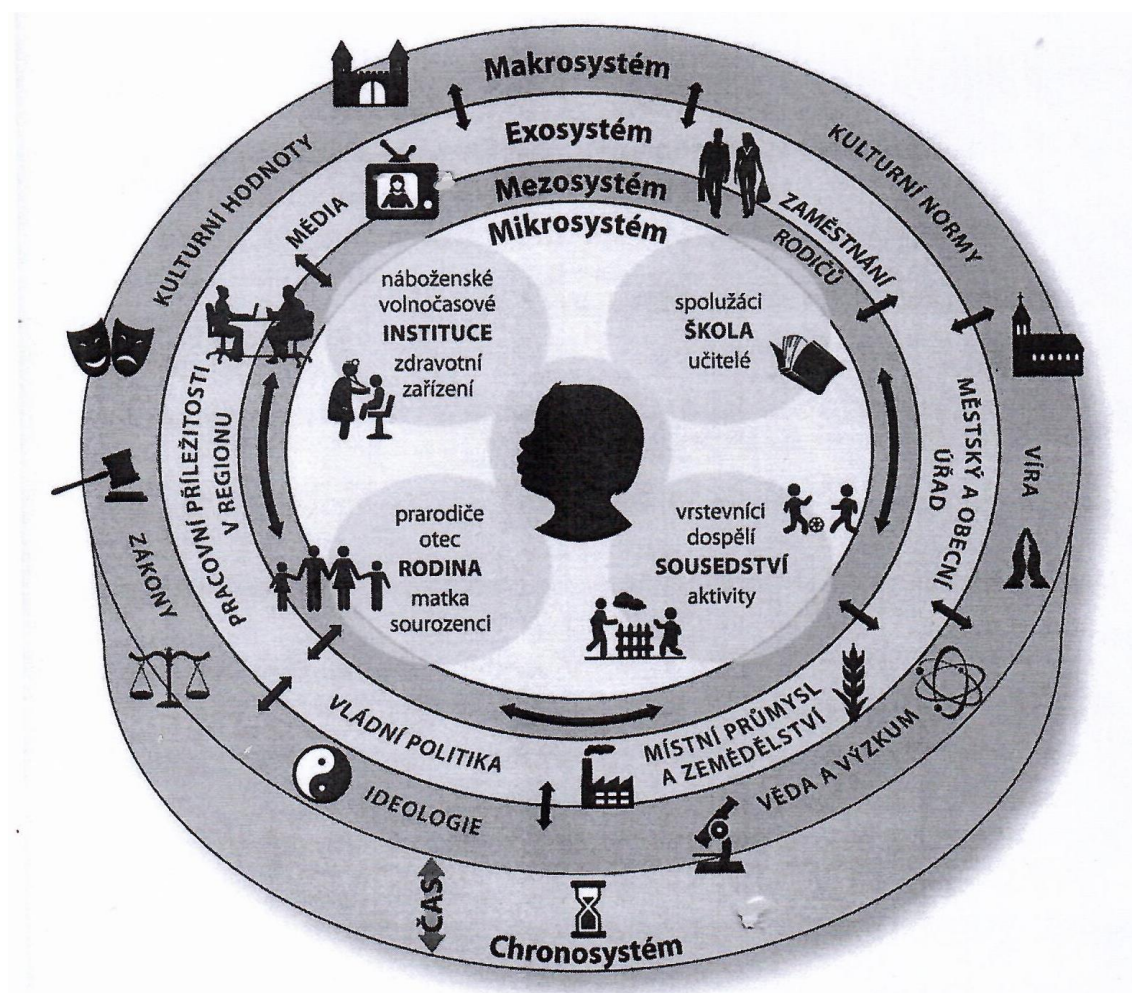 Makrosystém
Exosystém
Mezosystém
Mikrosystém
KULTURNÍ HODNOTY
MÉDIA
KULTURNÍ NORMY
ZAMĚSTNÁNÍ
RODIČŮ
náboženské
volnočasové
INSTITUCE
zdravotní
zařízení
spolužáci
ŠKOLA
učitelé
PRACOVNÍ PŘÍLEŽITOSTI
V REGIONU
MĚSTSKÝ A OBECNÍ
ÚŘAD
VÍRA
ZÁKONY
prarodiče
otec
RODINA
matka
sourozenci
vrstevníci
dospělí
SOUSEDSTVÍ
aktivity
VLÁDNÍ POLITIKA
MÍSTNÍ PRŮMYSL
A ZEMĚDĚLSTVÍ
IDEOLOGIE
VĚDA A VÝZKUM
ČAS
Chronosystém